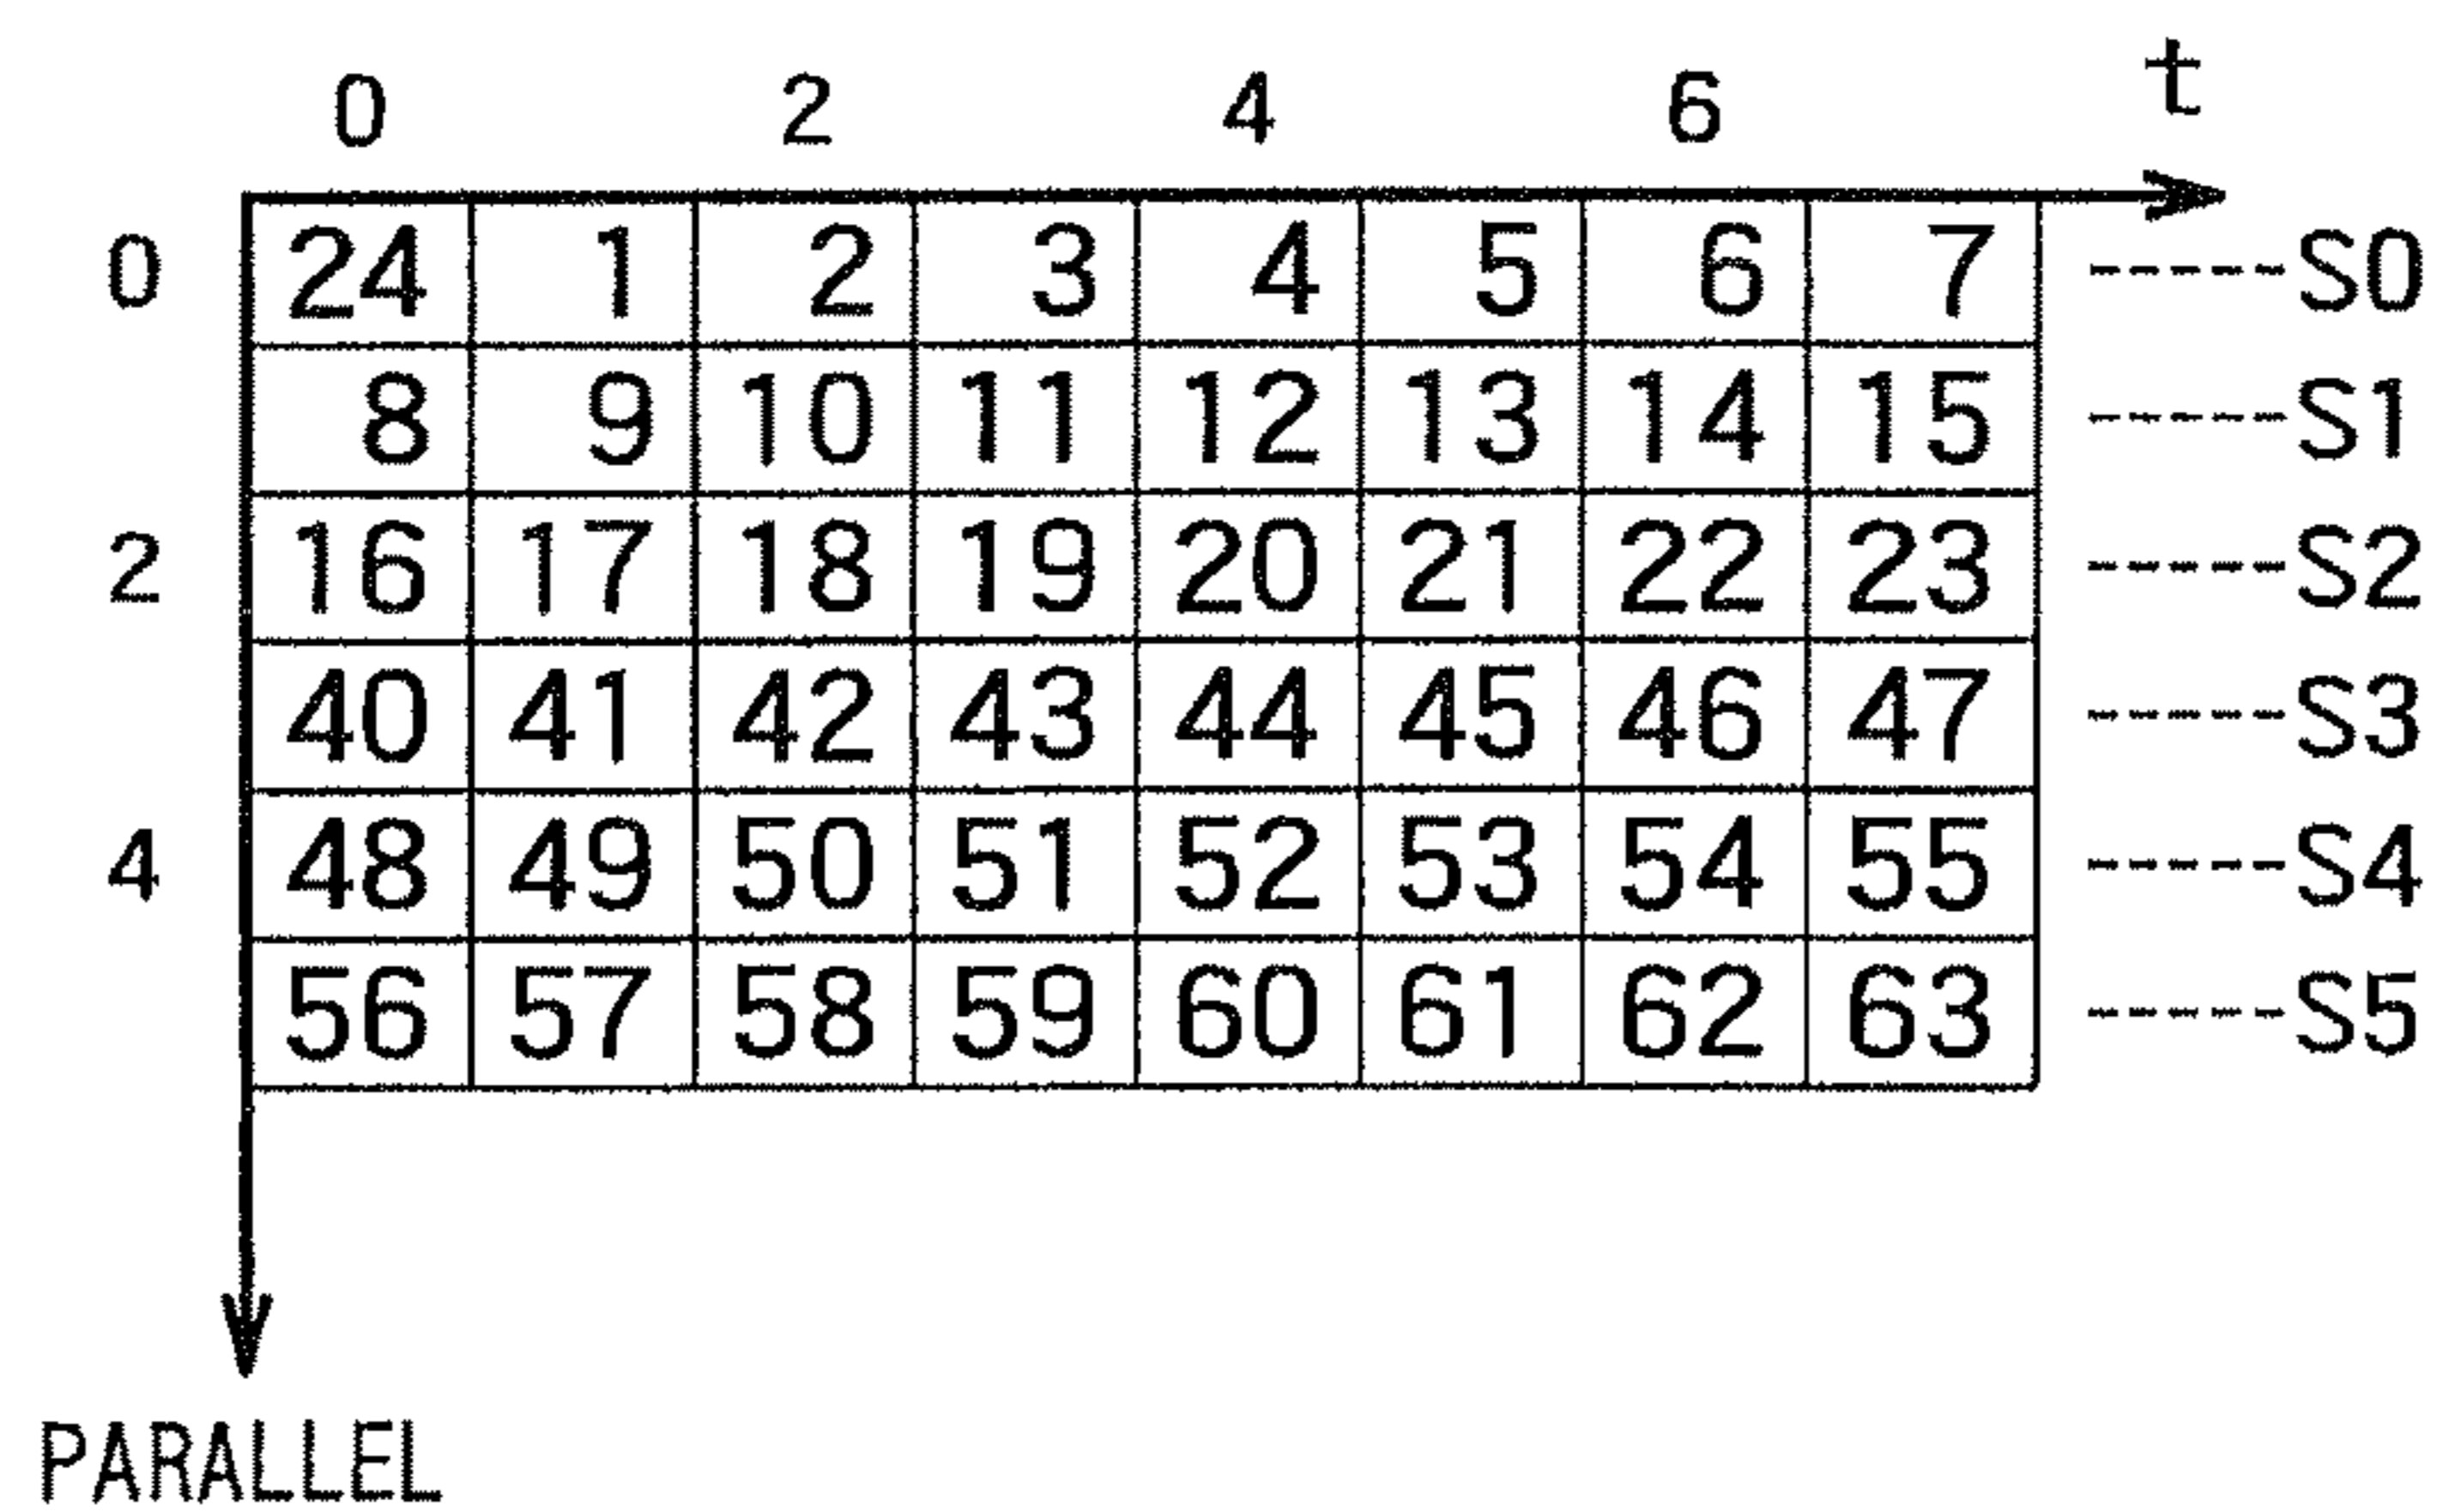 0 2 4 6 t
0 24 1 2 3 4 5 6 7 -----S0
8 9 10 11 12 13 14 15 -----S1
2 16 17 18 19 20 21 22 23 -----S2
40 41 42 43 44 45 46 47 -----S3
4 48 49 50 51 52 53 54 55 -----S4
56 57 58 59 60 61 62 63 -----S5
PARALLEL